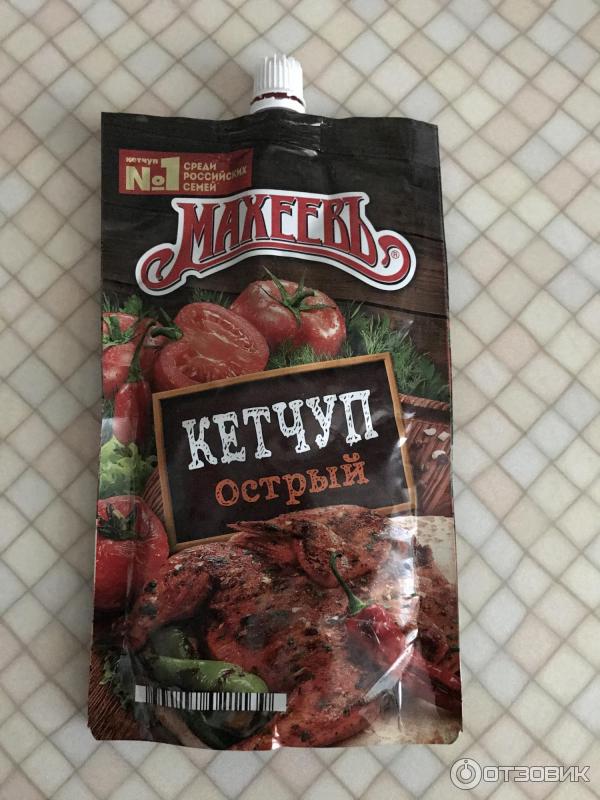 кетчуп
№1
СРЕДИ
РОССИЙСКИХ
СЕМЕЙ
МАХЕЕВЪ®
КЕТЧУП
острый
ОТЗОВИК